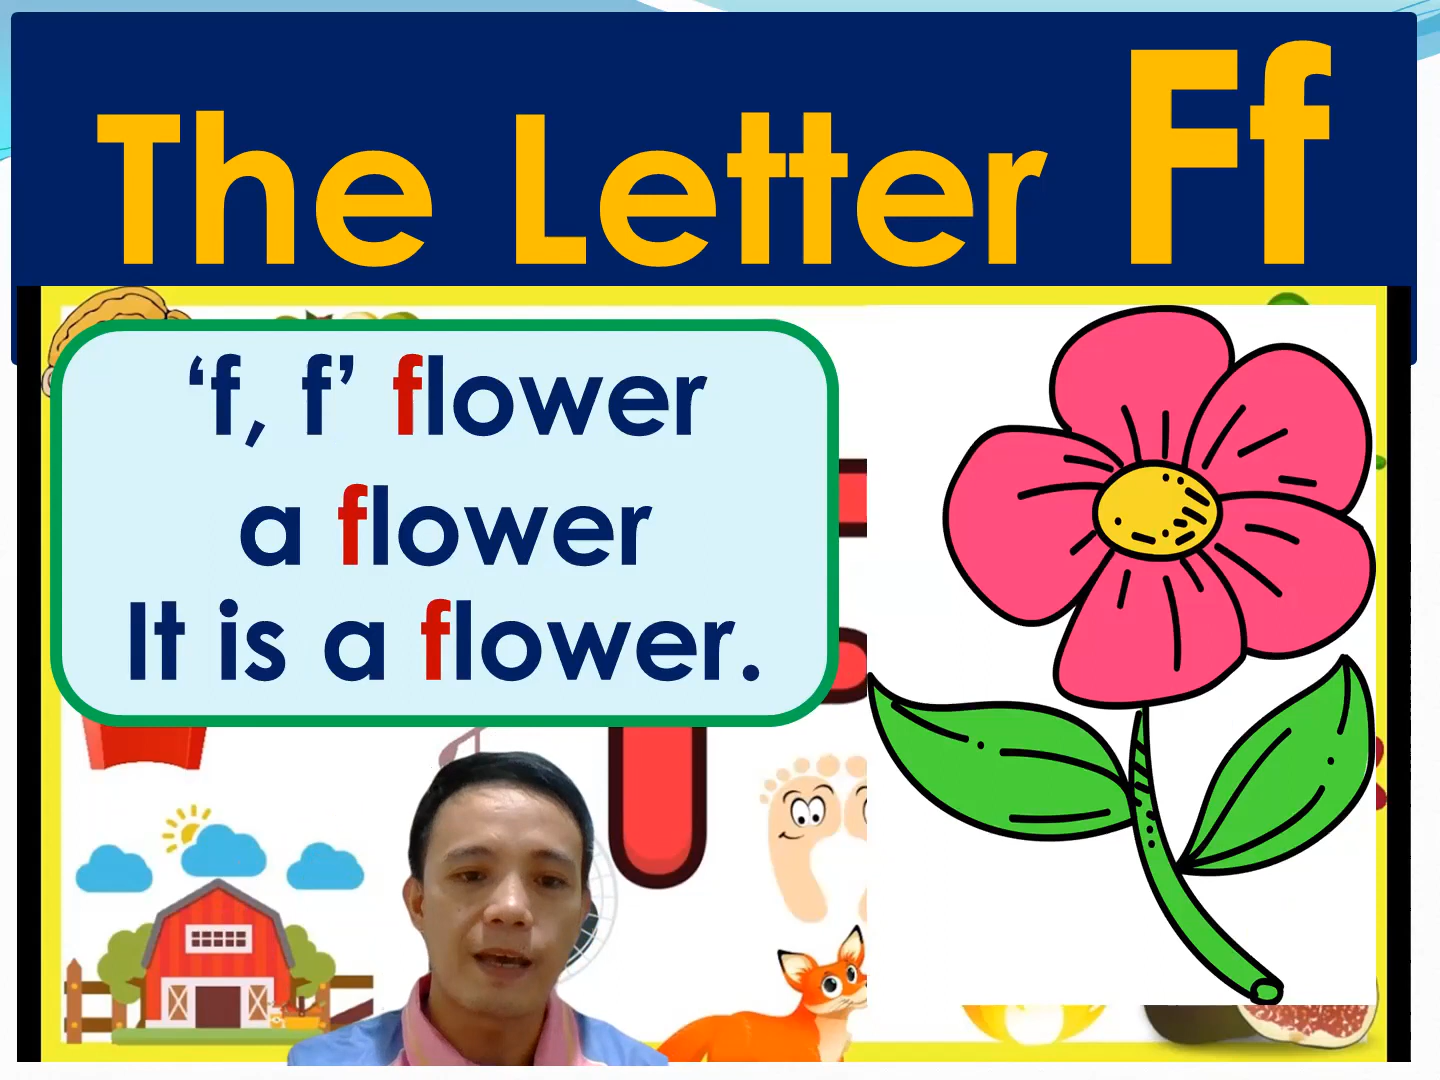 The Letter Ff
‘f, f’ flower
a flower
It is a flower.